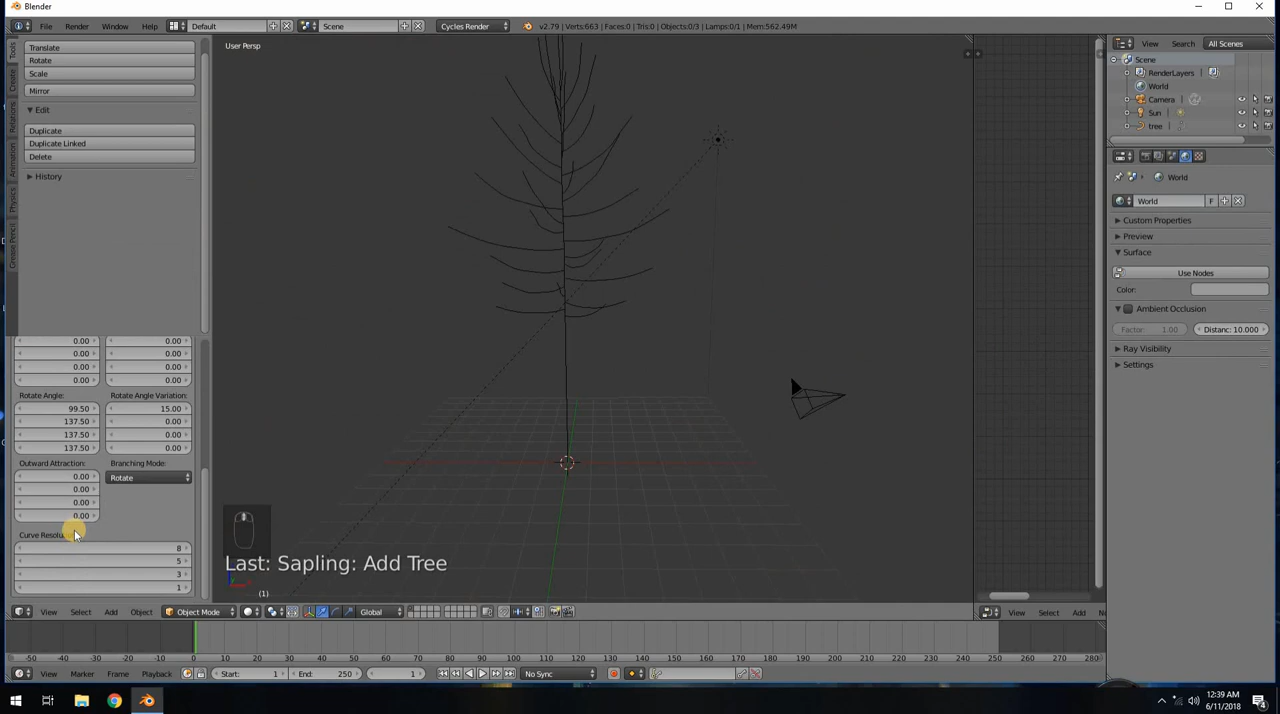 Blender
File Render Window Help Default Scene Cycles Render v2.79 | Verts:663 | Faces:0 | Tris:0 | Objects:0/3 | Lamps:0/1 | Mem:562.49M
Tools
Create
Relations
Animation
Physics
Grease Pencil
Translate
Rotate
Scale
Mirror
Edit
Duplicate
Duplicate Linked
Delete
History
0.00 0.00
0.00 0.00
0.00 0.00
0.00 0.00
Rotate Angle: Rotate Angle Variation:
99.50 15.00
137.50 0.00
137.50 0.00
137.50 0.00
Outward Attraction: Branching Mode:
0.00 Rotate
0.00
0.00
0.00
Curve
8
5
3
1
User Persp
Last: Sapling: Add Tree
(1)
View Select Add Object Object Mode Global
View Select Add
-50 -40 -30 -20 -10 0 10 20 30 40 50 60 70 80 90 100 110 120 130 140 150 160 170 180 190 200 210 220 230 240 250 260 270 280
View Marker Frame Playback Start: 1 End: 250 1 No Sync
View Search All Scenes
Scene
RenderLayers
World
Camera
Sun
tree
World
World F
Custom Properties
Preview
Surface
Use Nodes
Color:
Ambient Occlusion
Factor: 1.00 Distanc: 10.000
Ray Visibility
Settings
12:39 AM
6/11/2018
4